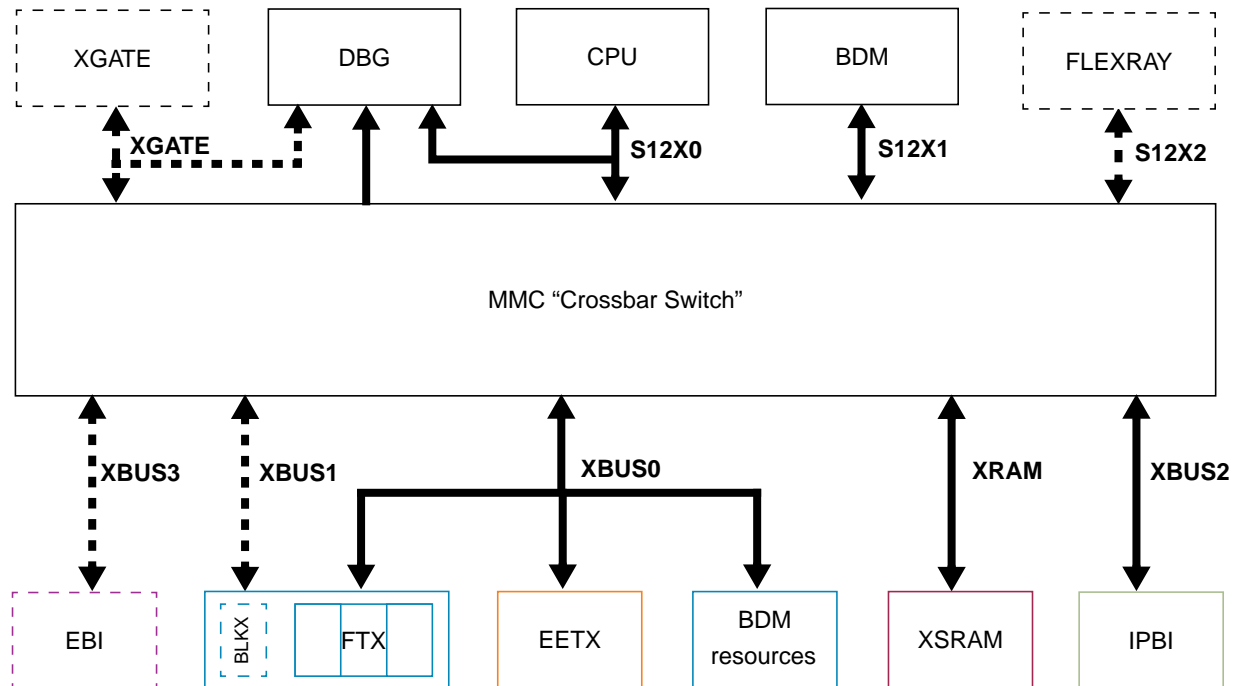 XGATE
DBG
CPU
BDM
FLEXRAY
XGATE
S12X0
S12X1
S12X2
MMC “Crossbar Switch”
XBUS3
XBUS1
XBUS0
XRAM
XBUS2
EBI
BLKX
FTX
EETX
BDM
resources
XSRAM
IPBI